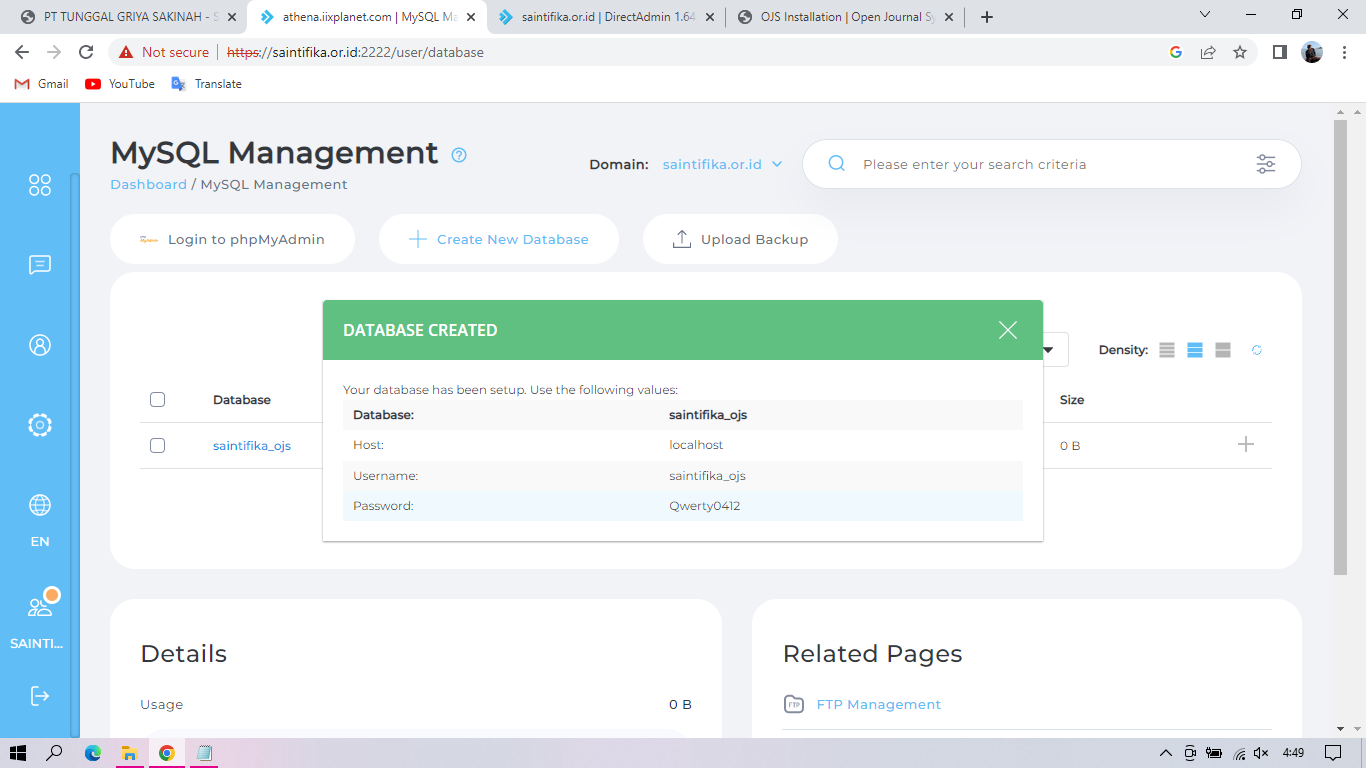 PT TUNGGAL GRIYA SAKINAH - S
athena.iixplanet.com | MySQL Ma
saintifika.or.id | DirectAdmin 1.64
OJS Installation | Open Journal Sy
Not secure
https://saintifika.or.id:2222/user/database
Gmail
YouTube
Translate
MySQL Management
Dashboard / MySQL Management
Domain: saintifika.or.id
Please enter your search criteria
Login to phpMyAdmin
Create New Database
Upload Backup
DATABASE CREATED
Density:
Your database has been setup. Use the following values:
Database: saintifika_ojs
Host: localhost
Username: saintifika_ojs
Password: Qwerty0412
Database
Size
saintifika_ojs
0 B
EN
SAINTI...
Details
Usage
0 B
Related Pages
FTP
FTP Management
4:49